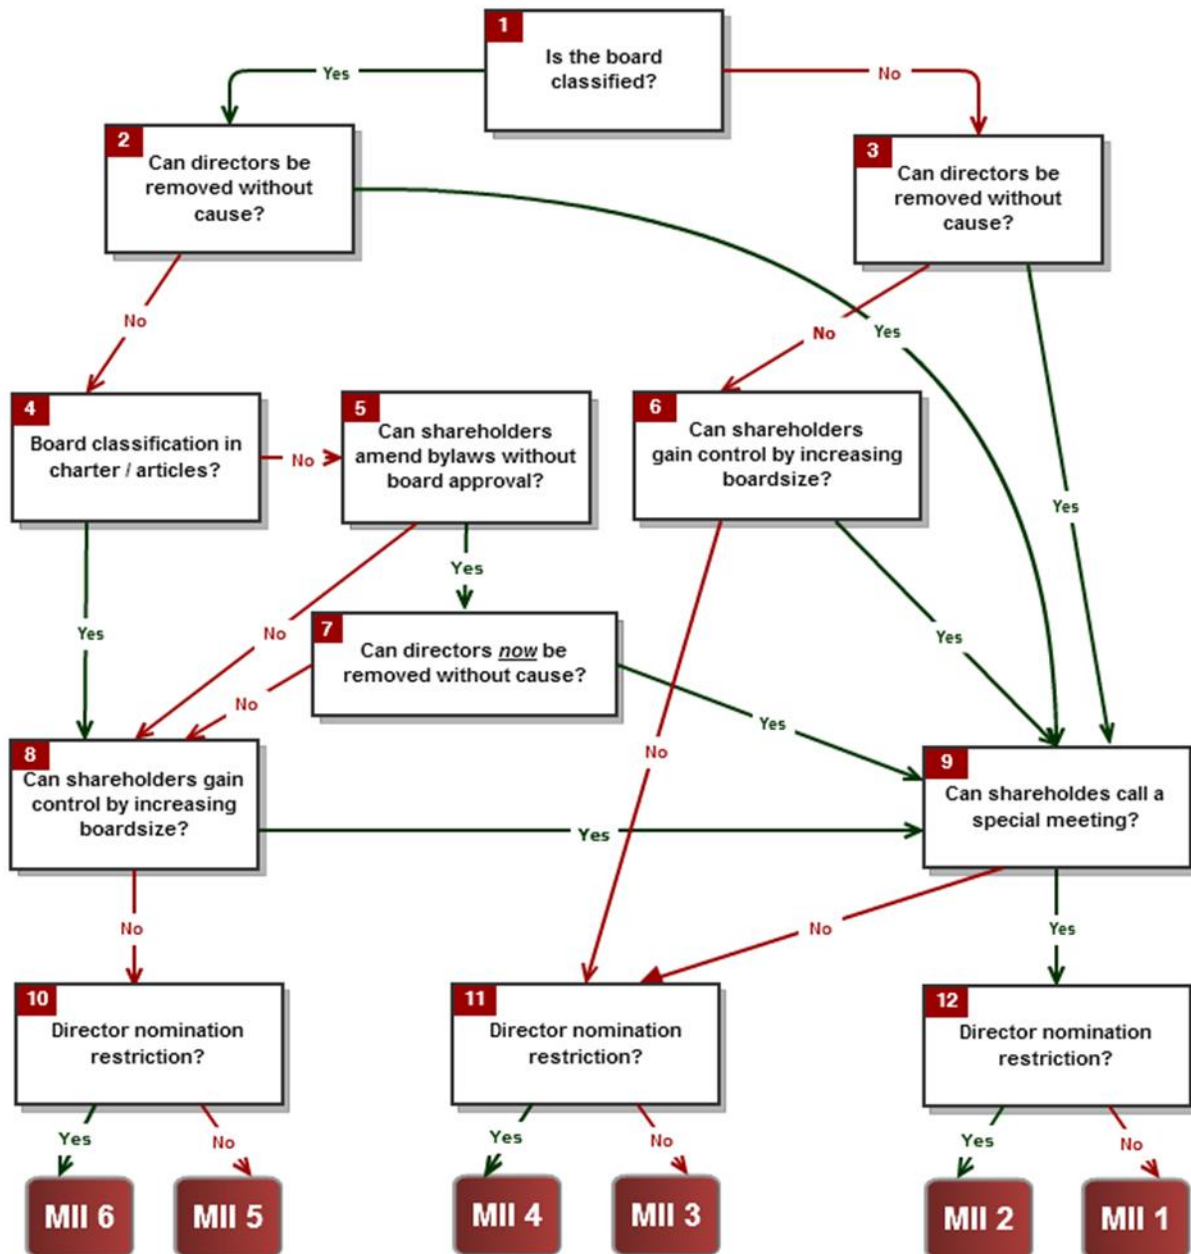 1
Is the board
classified?
Yes
No
2
Can directors be
removed without
cause?
3
Can directors be
removed without
cause?
No
No
Yes
4
Board classification in
charter / articles?
No
5
Can shareholders
amend bylaws without
board approval?
6
Can shareholders
gain control by increasing
boardsize?
Yes
Yes
Yes
No
7
Can directors now be
removed without cause?
Yes
No
Yes
No
8
Can shareholders gain
control by increasing
boardsize?
Yes
9
Can shareholdes call a
special meeting?
No
No
Yes
10
Director nomination
restriction?
11
Director nomination
restriction?
12
Director nomination
restriction?
Yes
No
Yes
No
Yes
No
MII 6
MII 5
MII 4
MII 3
MII 2
MII 1